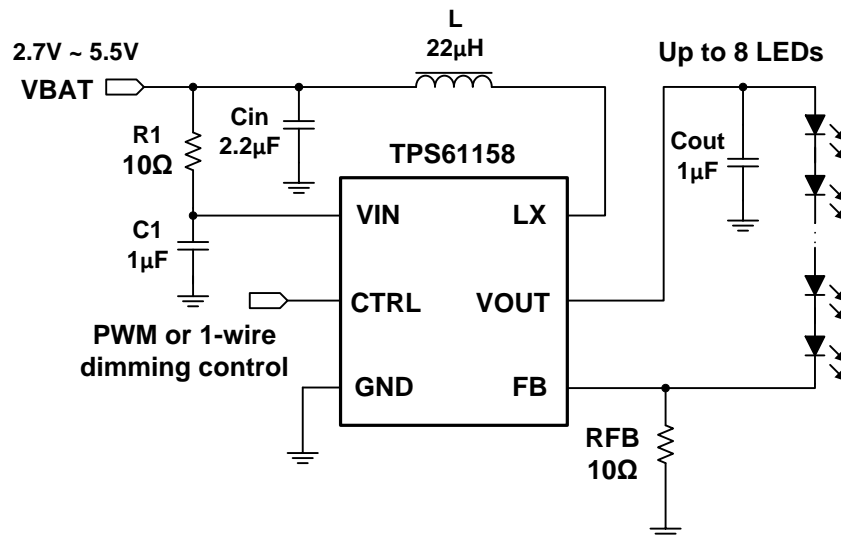 L
22µH
2.7V ~ 5.5V
VBAT
Up to 8 LEDs
R1
10Ω
Cin
2.2µF
TPS61158
Cout
1µF
C1
1µF
VIN
LX
CTRL
VOUT
PWM or 1-wire
dimming control
GND
FB
RFB
10Ω